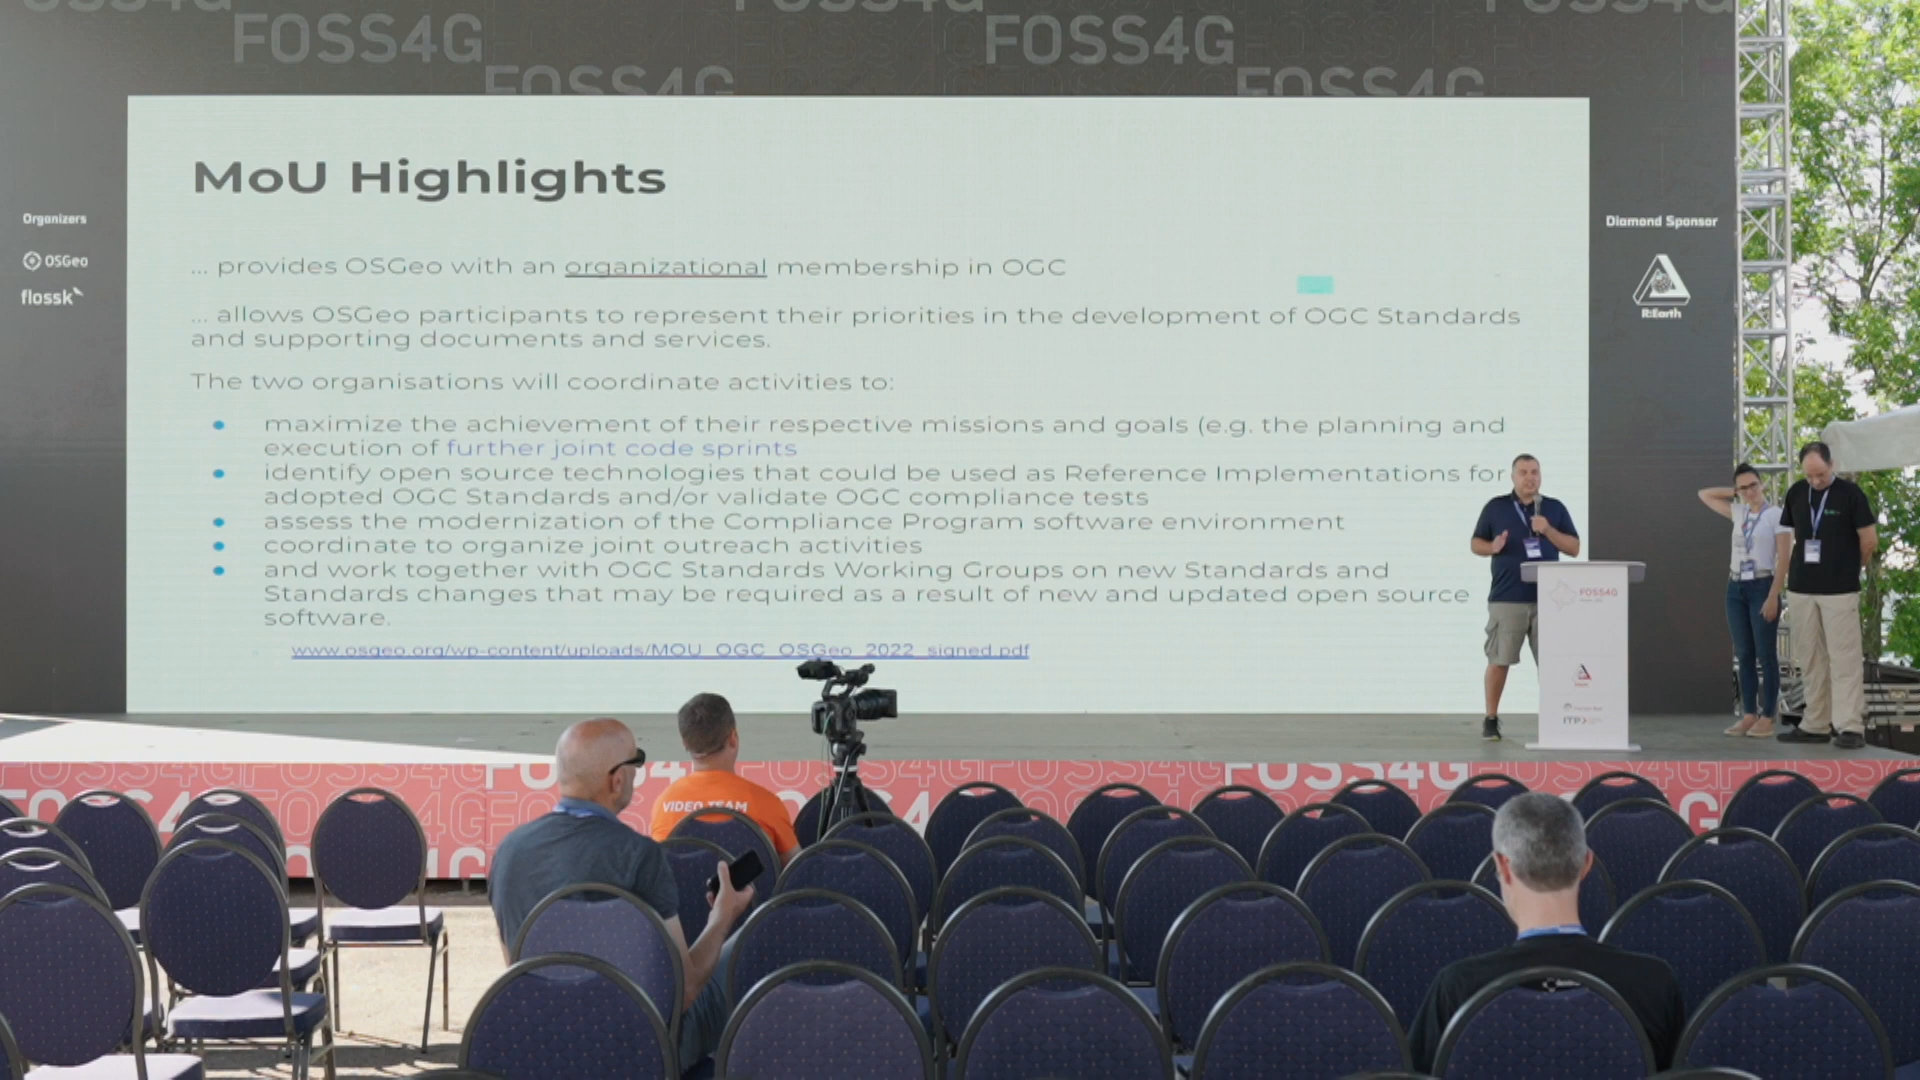 FOSS4G FOSS4G
FOSS4G FOSS4G
MoU Highlights
Organizers
OSGeo
flossk
Diamond Sponsor
R:Earth
... provides OSGeo with an organizational membership in OGC
... allows OSGeo participants to represent their priorities in the development of OGC Standards
and supporting documents and services.
The two organisations will coordinate activities to:
• maximize the achievement of their respective missions and goals (e.g. the planning and
execution of further joint code sprints
• identify open source technologies that could be used as Reference Implementations for
adopted OGC Standards and/or validate OGC compliance tests
• assess the modernization of the Compliance Program software environment
• coordinate to organize joint outreach activities
• and work together with OGC Standards Working Groups on new Standards and
Standards changes that may be required as a result of new and updated open source
software.
www.osgeo.org/wp-content/uploads/MOU_OGC_OSGeo_2022_signed.pdf
FOSS4G
ITP
VIDEO TEAM
FOSS4G